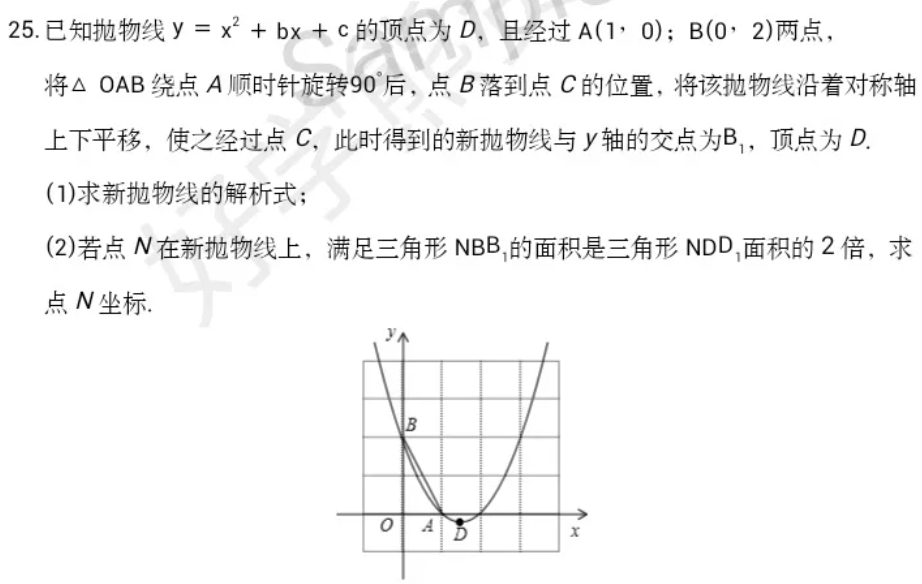 25.已知抛物线 y = x² + bx + c 的顶点为 D，且经过 A(1，0)；B(0，2)两点，
将△ OAB 绕点 A 顺时针旋转90°后，点 B 落到点 C 的位置，将该抛物线沿着对称轴
上下平移，使之经过点 C，此时得到的新抛物线与 y 轴的交点为B₁，顶点为 D.
(1)求新抛物线的解析式；
(2)若点 N 在新抛物线上，满足三角形 NBB₁的面积是三角形 NDD₁面积的 2 倍，求
点 N 坐标.
y
B
O A D x